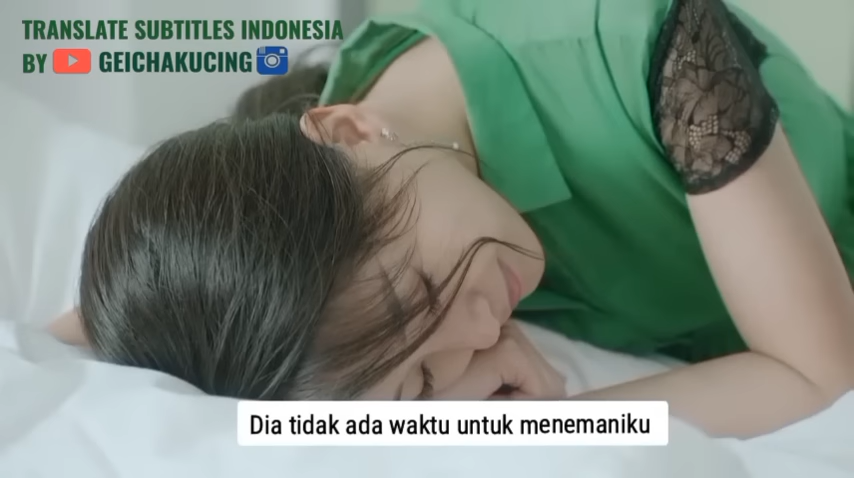 TRANSLATE SUBTITLES INDONESIA
BY GEICHAKUCING
Dia tidak ada waktu untuk menemaniku